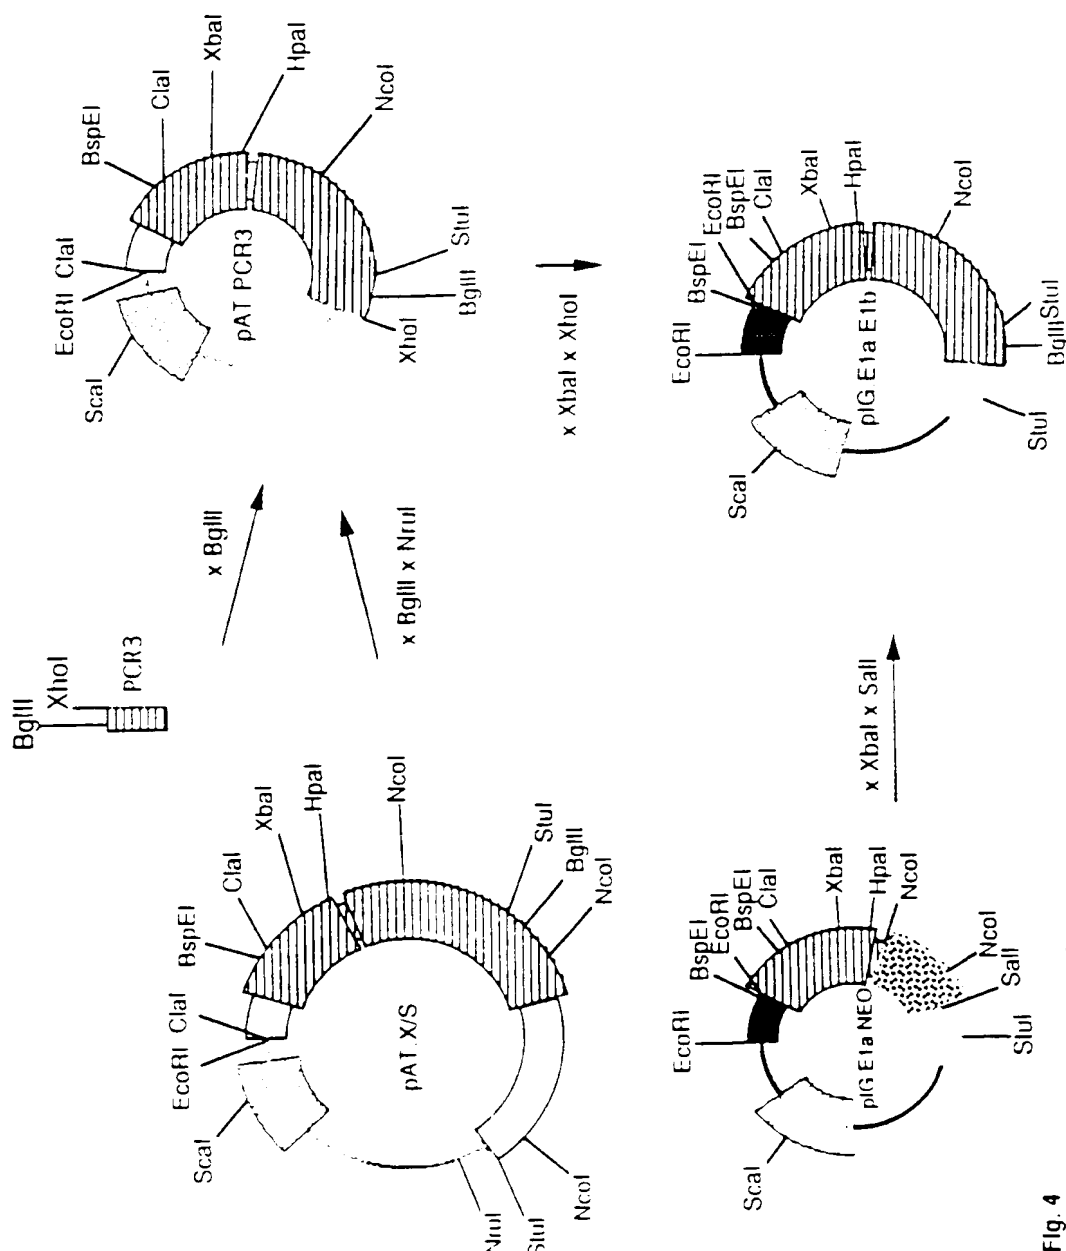 BglII
XhoI
PCR3
x BglII
x BglII x NruI
ScaI
EcoRI
ClaI
BspEI
ClaI
XbaI
HpaI
NcoI
StuI
BglII
XhoI
pAT PCR3
ScaI
EcoRI
ClaI
BspEI
ClaI
XbaI
HpaI
NcoI
StuI
BglII
NcoI
NcoI
StuI
NruI
pAT.X/S
x XbaI x XhoI
ScaI
EcoRI
BspEI
EcoRI
BspEI
ClaI
XbaI
HpaI
NcoI
NcoI
SalI
StuI
pIG E1a NEO
x XbaI x SalI
ScaI
EcoRI
BspEI
EcoRI
BspEI
ClaI
XbaI
HpaI
NcoI
StuI
BglII
StuI
pIG E1a E1b
Fig. 4